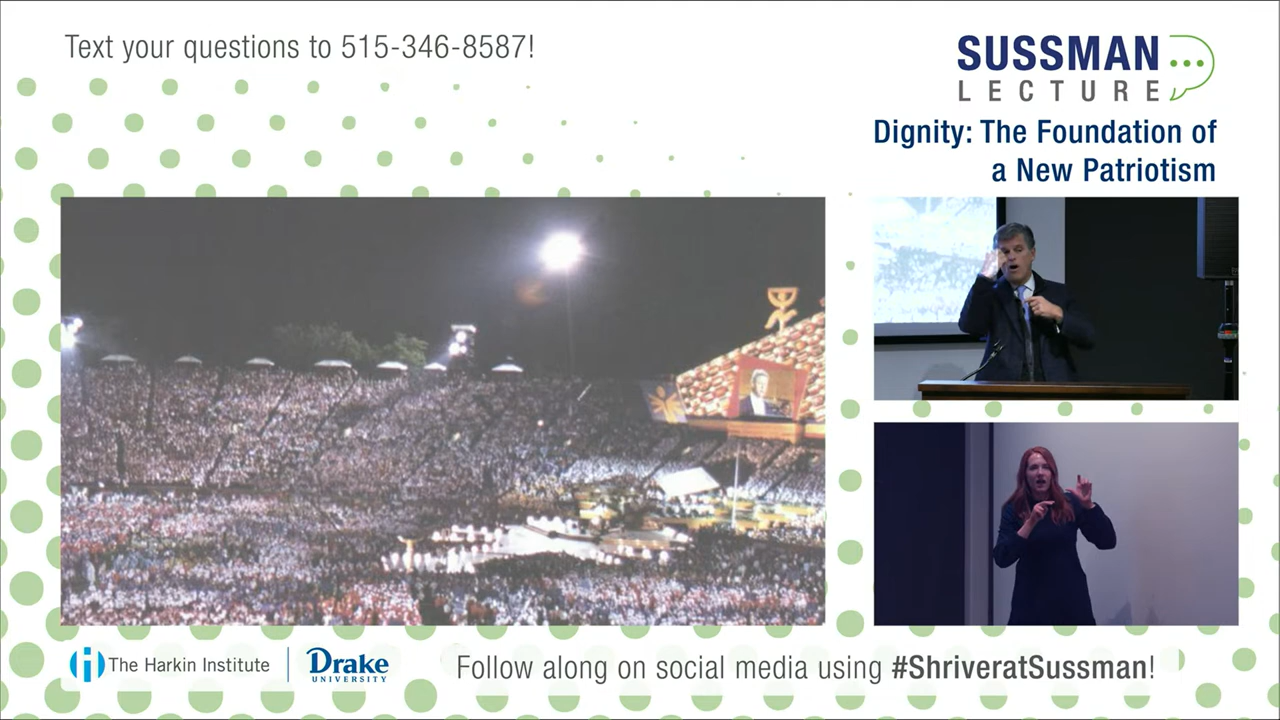 Text your questions to 515-346-8587!
SUSSMAN
LECTURE
Dignity: The Foundation of
a New Patriotism
The Harkin Institute
Drake
UNIVERSITY
Follow along on social media using #ShriveratSussman!